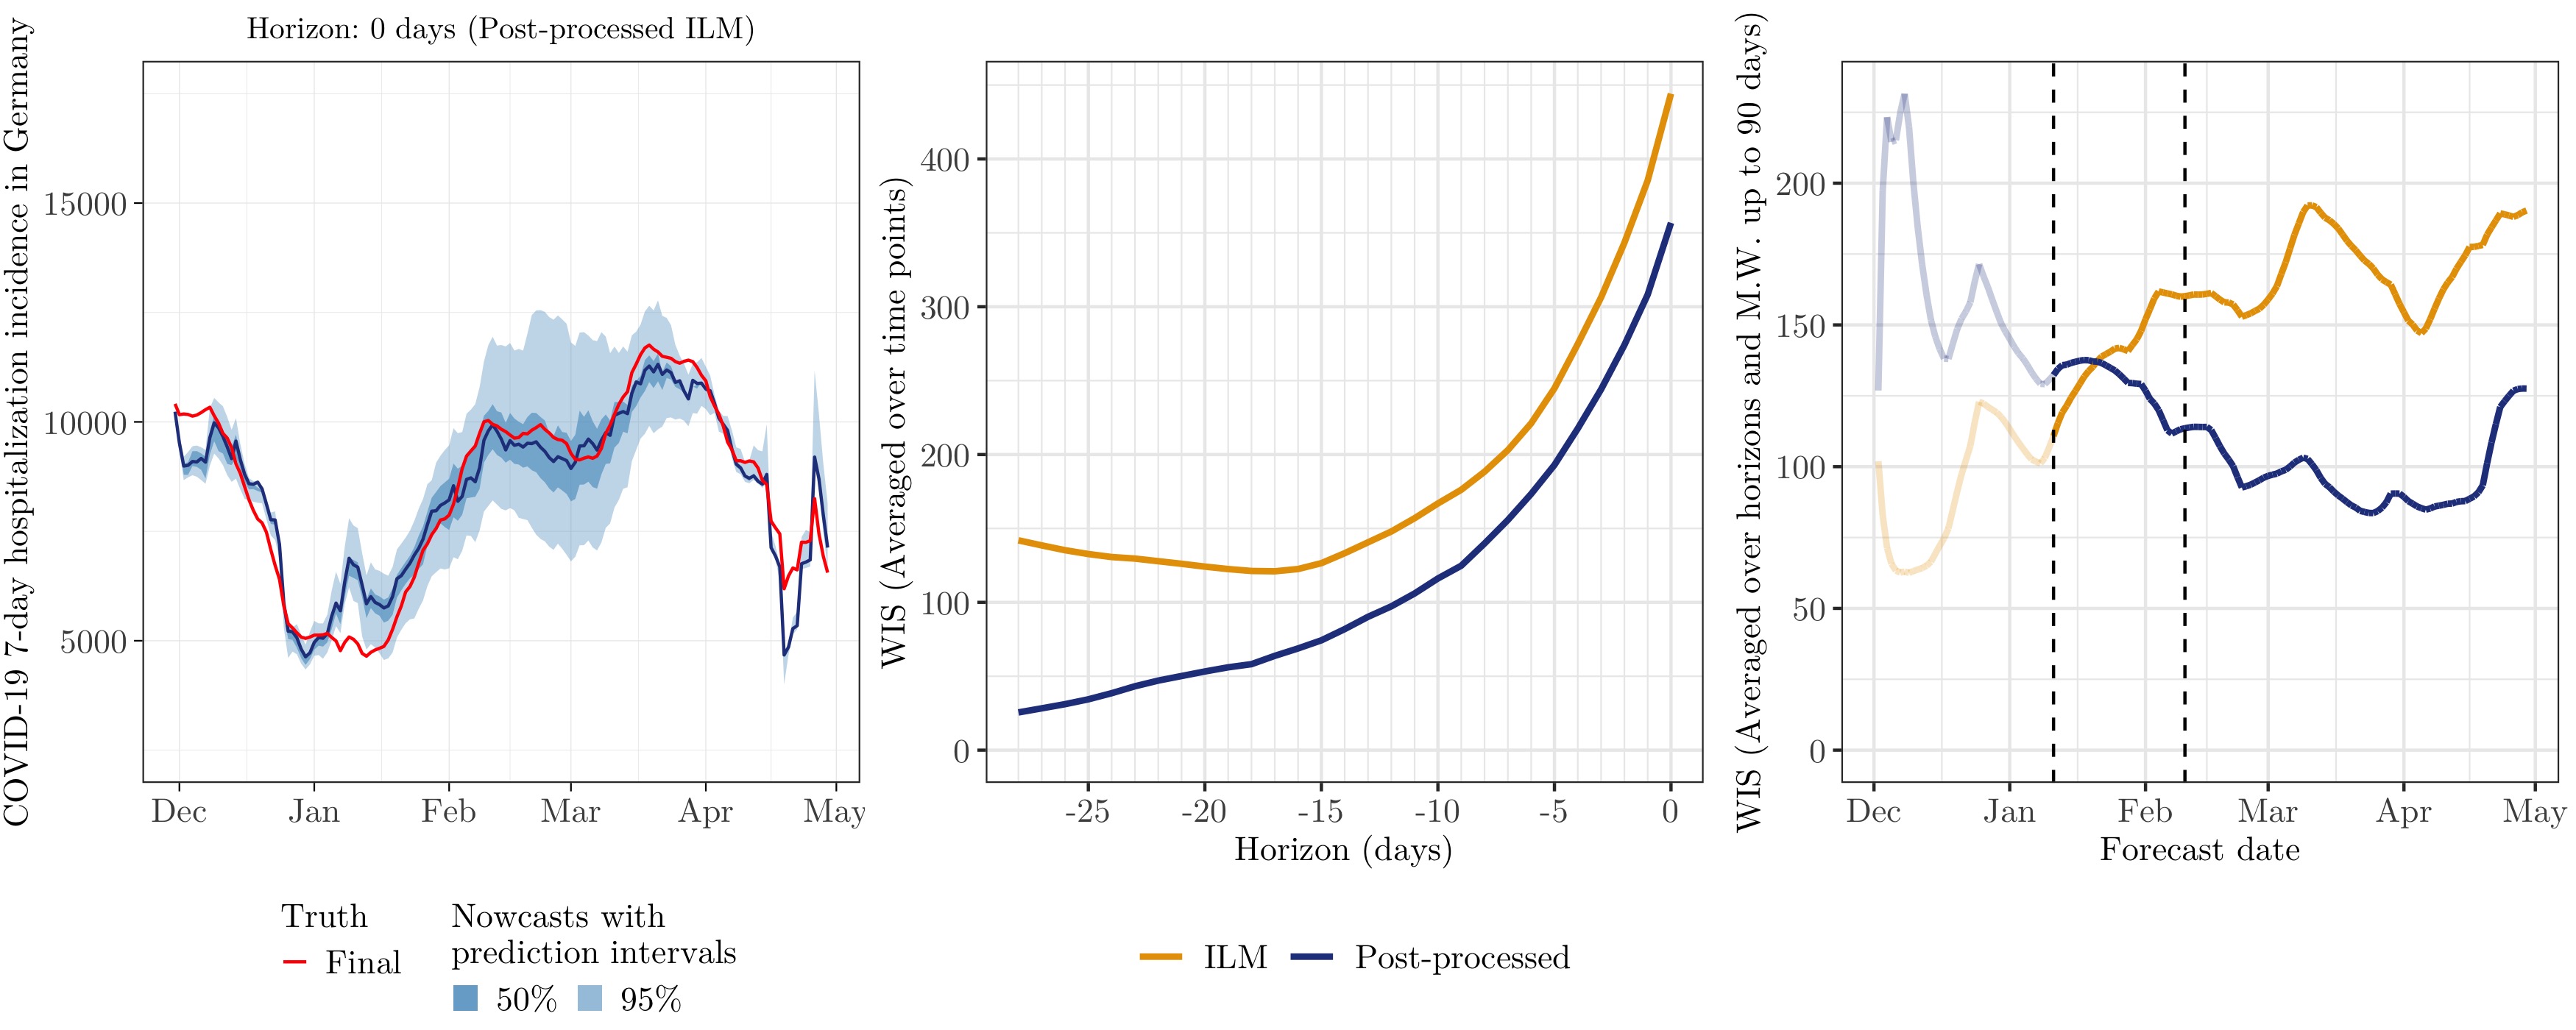 Horizon: 0 days (Post-processed ILM)
COVID-19 7-day hospitalization incidence in Germany
15000
10000
5000
Dec Jan Feb Mar Apr May
Truth
Final
Nowcasts with
prediction intervals
50% 95%
WIS (Averaged over time points)
400
300
200
100
0
-25 -20 -15 -10 -5 0
Horizon (days)
ILM Post-processed
WIS (Averaged over horizons and M.W. up to 90 days)
200
150
100
50
0
Dec Jan Feb Mar Apr May
Forecast date